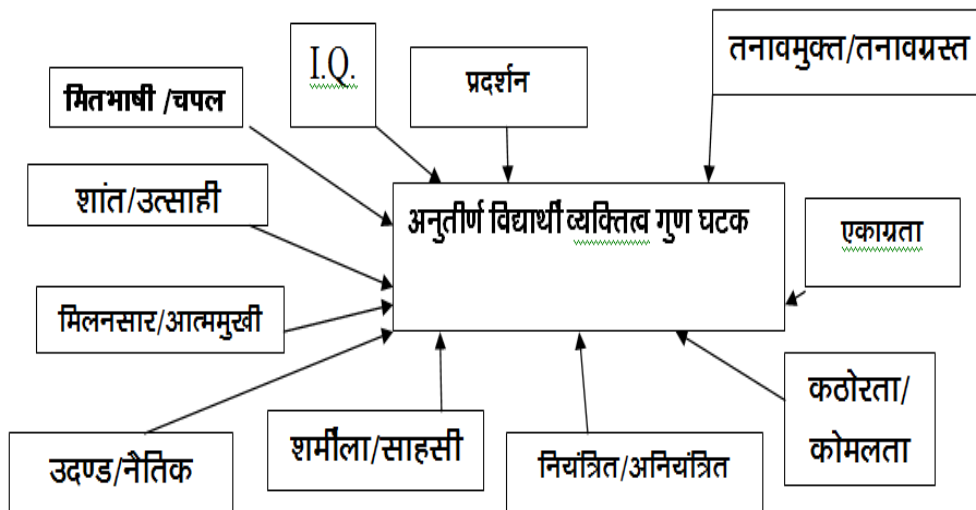 I.Q.
प्रदर्शन
तनावमुक्त/तनावग्रस्त
मितभाषी /चपल
शांत/उत्साही
अनुतीर्ण विद्यार्थी व्यक्तित्व गुण घटक
एकाग्रता
मिलनसार/आत्ममुखी
कठोरता/
कोमलता
शर्मीला/साहसी
उदण्ड/नैतिक
नियंत्रित/अनियंत्रित